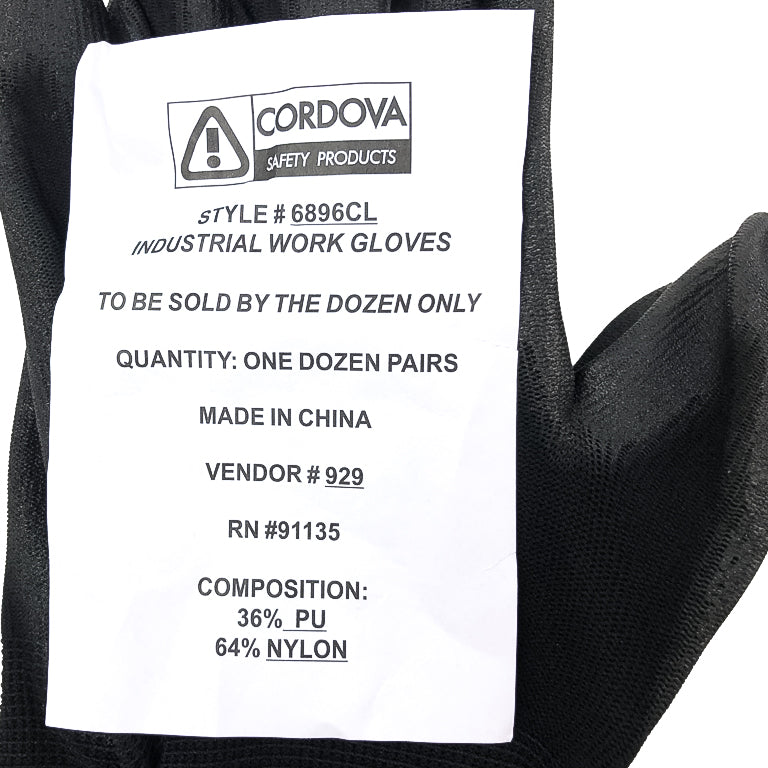 CORDOVA
SAFETY PRODUCTS
STYLE # 6896CL
INDUSTRIAL WORK GLOVES
TO BE SOLD BY THE DOZEN ONLY
QUANTITY: ONE DOZEN PAIRS
MADE IN CHINA
VENDOR # 929
RN #91135
COMPOSITION:
36% PU
64% NYLON